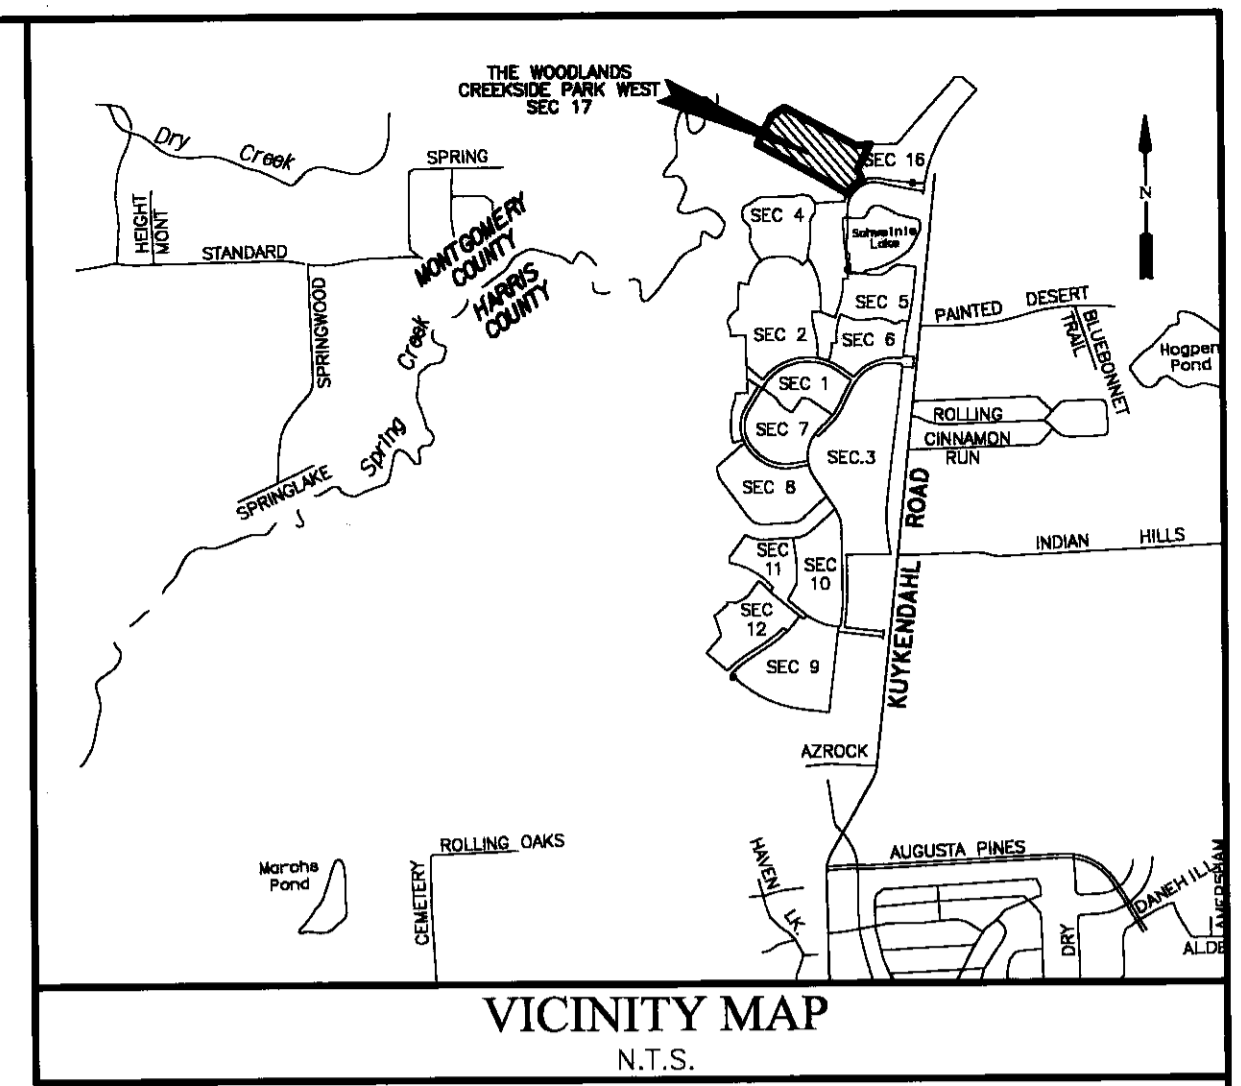 THE WOODLANDS
CREEKSIDE PARK WEST
SEC 17
Dry
Creek
SPRING
SEC 16
HEIGHT
MONT
STANDARD
MONTGOMERY
COUNTY
HARRIS
COUNTY
SEC 4
Lake
N
SPRINGWOOD
SEC 5
PAINTED DESERT
BLUEBONNET
TRAIL
Hogpen
Pond
SEC 2
SEC 6
Creek
Spring
SEC 1
SEC 7
SEC.3
ROLLING
CINNAMON
RUN
SPRINGLAKE
SEC 8
KUYKENDAHL ROAD
INDIAN HILLS
SEC
11
SEC
10
SEC
12
SEC 9
AZROCK
ROLLING OAKS
Pond
CEMETERY
HAVEN
LK.
AUGUSTA PINES
DANEHILL
AMERSHAM
DRY
ALDE
VICINITY MAP
N.T.S.